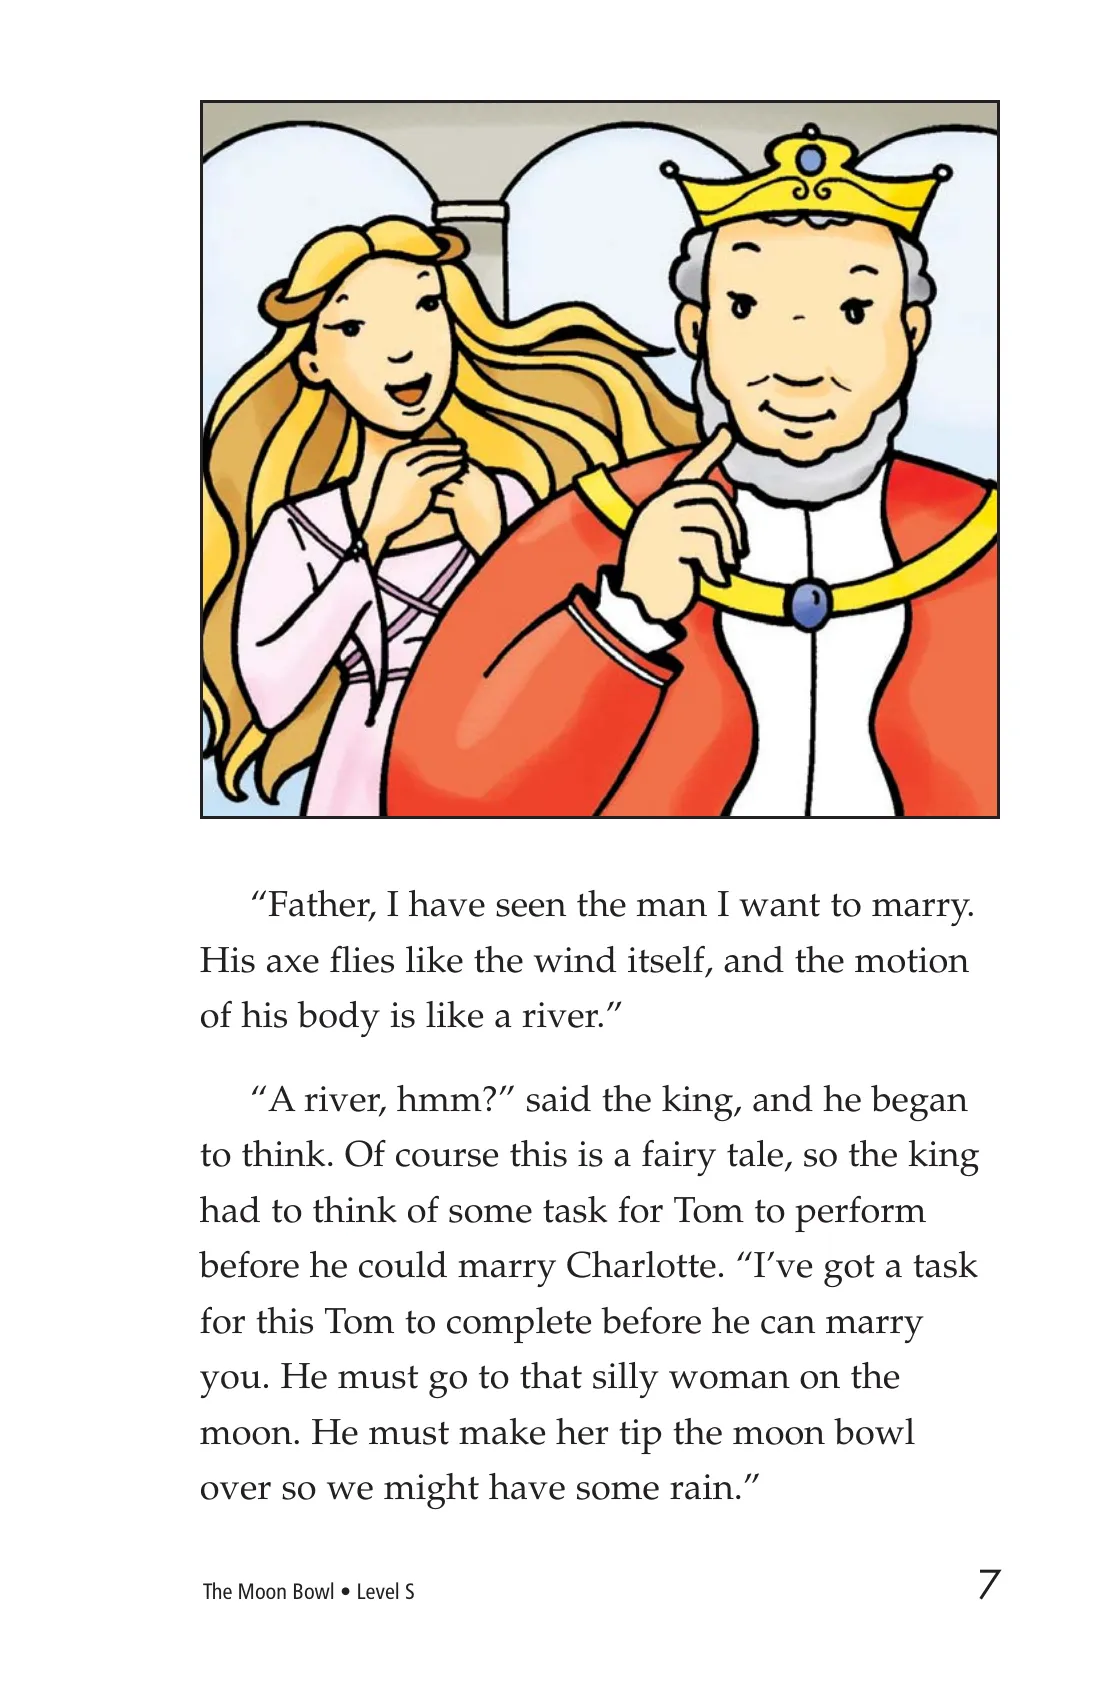 “Father, I have seen the man I want to marry.
His axe flies like the wind itself, and the motion
of his body is like a river.”
“A river, hmm?” said the king, and he began
to think. Of course this is a fairy tale, so the king
had to think of some task for Tom to perform
before he could marry Charlotte. “I’ve got a task
for this Tom to complete before he can marry
you. He must go to that silly woman on the
moon. He must make her tip the moon bowl
over so we might have some rain.”
The Moon Bowl • Level S
7